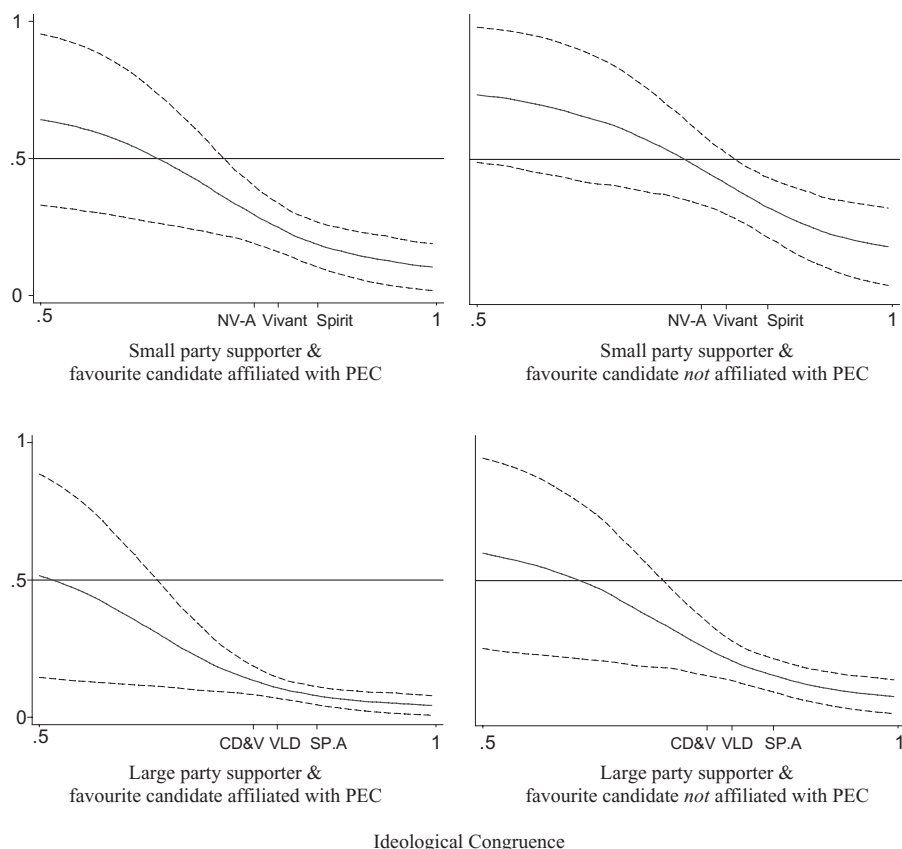 1
.5
0
.5
NV-A Vivant Spirit
1
.5
NV-A Vivant Spirit
1
Small party supporter &
favourite candidate affiliated with PEC
Small party supporter &
favourite candidate not affiliated with PEC
1
.5
0
.5
CD&V VLD SP.A
1
.5
CD&V VLD SP.A
1
Large party supporter &
favourite candidate affiliated with PEC
Large party supporter &
favourite candidate not affiliated with PEC
Ideological Congruence